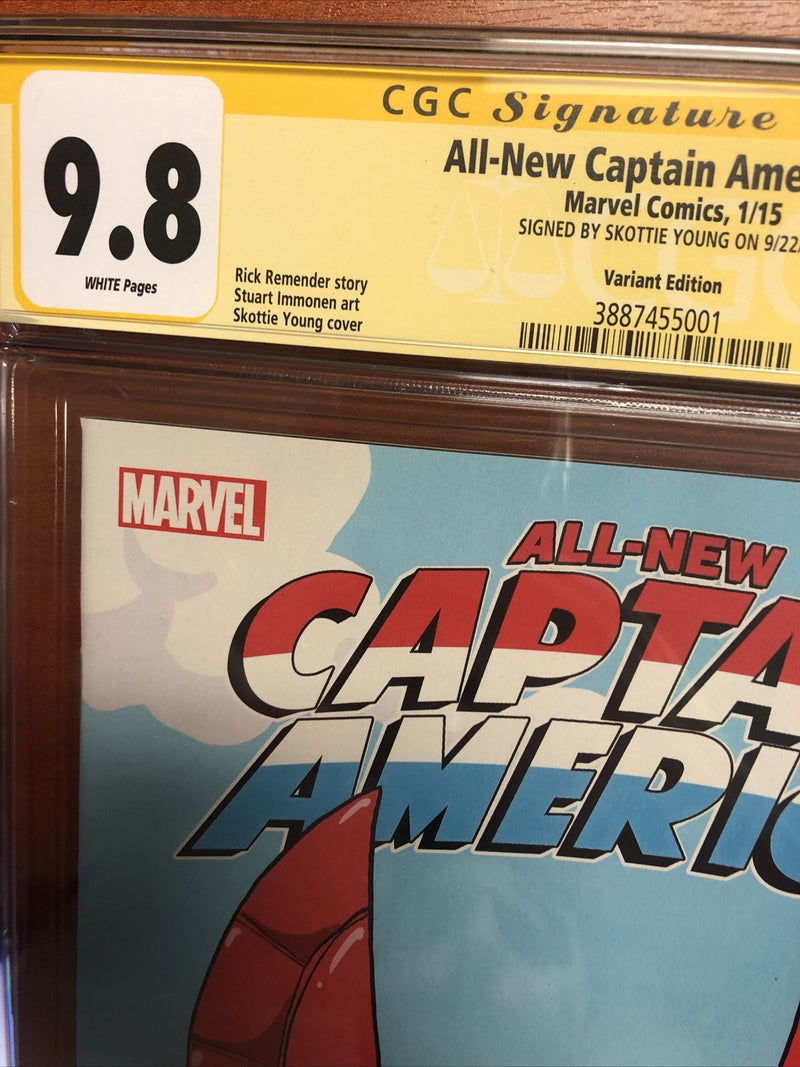 CGC Signature
9.8
WHITE Pages
All-New Captain Ame
Marvel Comics, 1/15
SIGNED BY SKOTTIE YOUNG ON 9/22/
Variant Edition
3887455001
Rick Remender story
Stuart Immonen art
Skottie Young cover
MARVEL
ALL-NEW
CAPTA
AMERIC